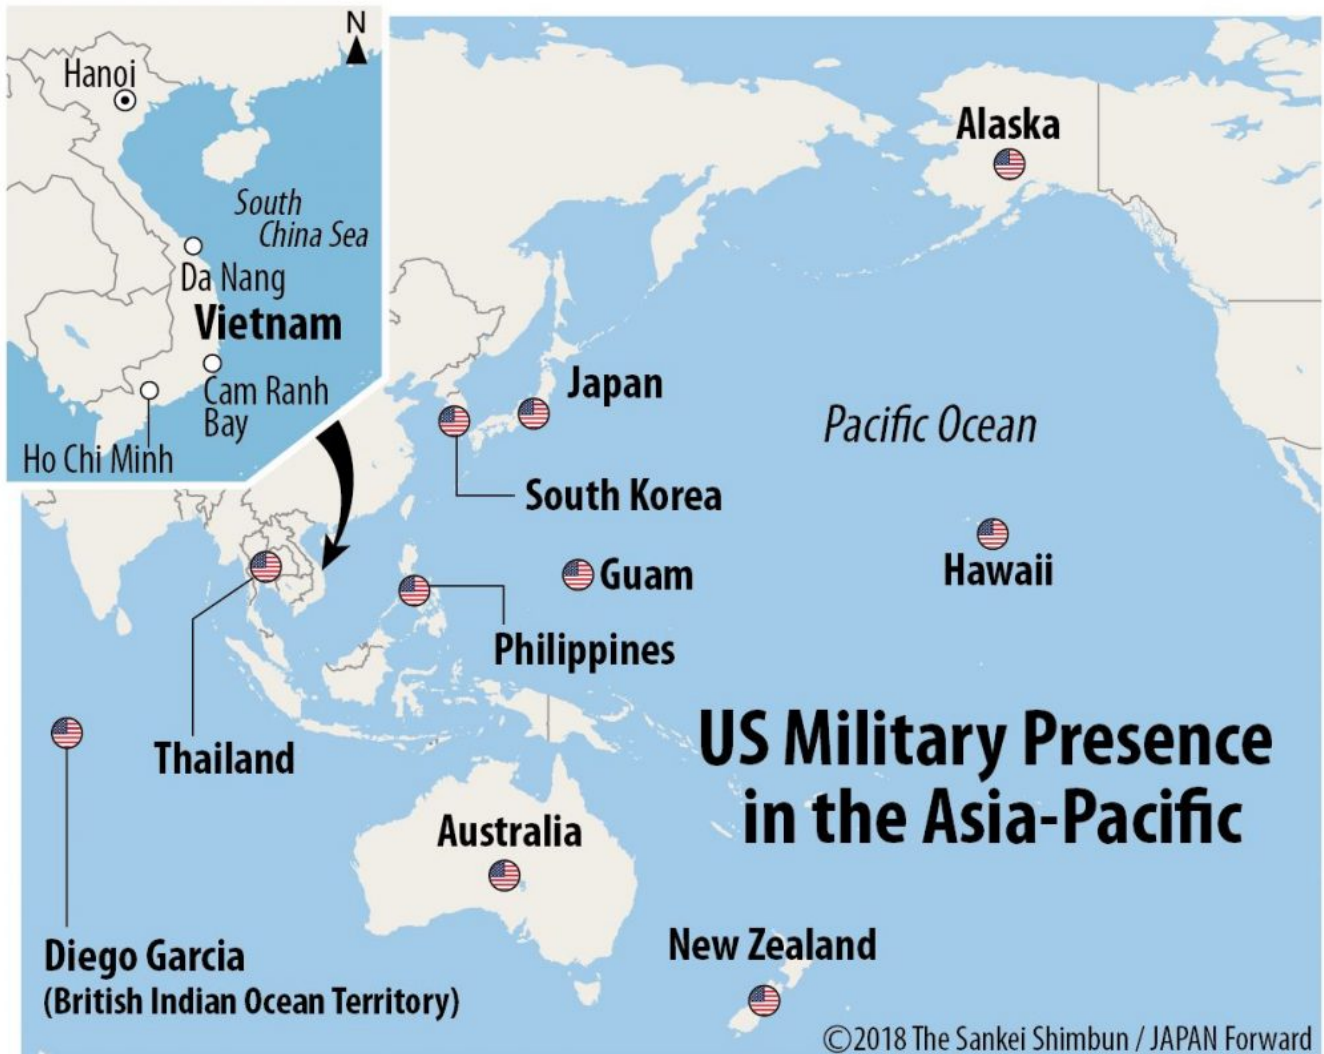 N
Hanoi
South
China Sea
Da Nang
Vietnam
Cam Ranh
Bay
Ho Chi Minh
Alaska
Japan
Pacific Ocean
South Korea
Guam
Hawaii
Philippines
Thailand
US Military Presence
in the Asia-Pacific
Australia
Diego Garcia
(British Indian Ocean Territory)
New Zealand
©2018 The Sankei Shimbun / JAPAN Forward